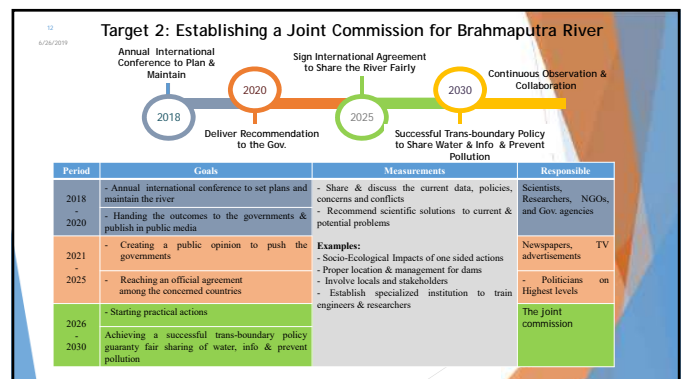 12
6/26/2019
Target 2: Establishing a Joint Commission for Brahmaputra River
Annual International
Conference to Plan &
Maintain
Sign International Agreement
to Share the River Fairly
Continuous Observation &
Collaboration
2018
2020
2025
2030
Deliver Recommendation
to the Gov.
Successful Trans-boundary Policy
to Share Water & Info & Prevent
Pollution
Period
Goals
Measurements
Responsible
2018
-
2020
- Annual international conference to set plans and
maintain the river
- Handing the outcomes to the governments &
publish in public media
- Share & discuss the current data, policies,
concerns and conflicts
- Recommend scientific solutions to current &
potential problems
Examples:
- Socio-Ecological Impacts of one sided actions
- Proper location & management for dams
- Involve locals and stakeholders
- Establish specialized institution to train
engineers & researchers
Scientists,
Researchers, NGOs,
and Gov. agencies
2021
-
2025
- Creating a public opinion to push the
governments
- Reaching an official agreement
among the concerned countries
Newspapers, TV
advertisements
- Politicians on
Highest levels
2026
-
2030
- Starting practical actions
Achieving a successful trans-boundary policy
guaranty fair sharing of water, info & prevent
pollution
The joint
commission